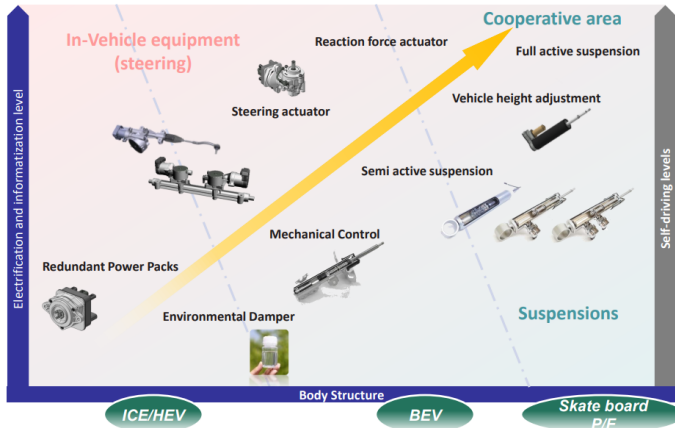 Cooperative area
In-Vehicle equipment
(steering)
Reaction force actuator
Full active suspension
Steering actuator
Vehicle height adjustment
Semi active suspension
Mechanical Control
Redundant Power Packs
Environmental Damper
Suspensions
Electrification and informatization level
Self-driving levels
Body Structure
ICE/HEV
BEV
Skate board
P/F